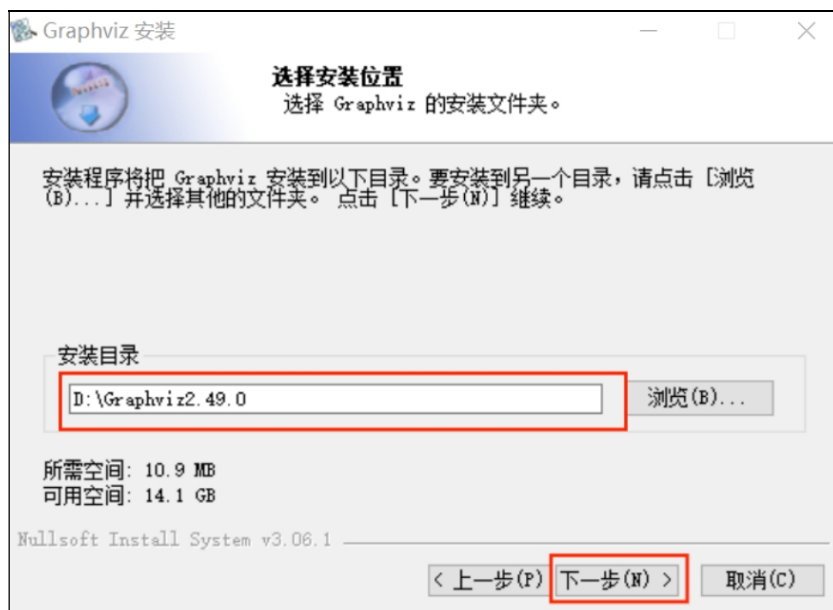 Graphviz 安装
选择安装位置
选择 Graphviz 的安装文件夹。
安装程序将把 Graphviz 安装到以下目录。要安装到另一个目录，请点击 [浏览
(B)...] 并选择其他的文件夹。 点击 [下一步(N)] 继续。
安装目录
D:\Graphviz2.49.0
浏览(B)...
所需空间: 10.9 MB
可用空间: 14.1 GB
Nullsoft Install System v3.06.1
< 上一步(P)
下一步(N) >
取消(C)